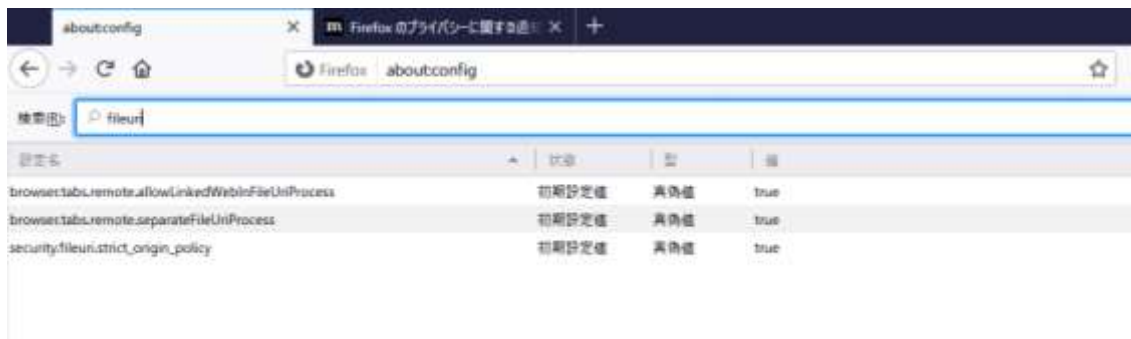 about:config
Firefox のプライバシーに関する通
Firefox about:config
検索(R): fileuri
設定名 状態 型 値
browser.tabs.remote.allowLinkedWebInFileUriProcess 初期設定値 真偽値 true
browser.tabs.remote.separateFileUriProcess 初期設定値 真偽値 true
security.fileuri.strict_origin_policy 初期設定値 真偽値 true